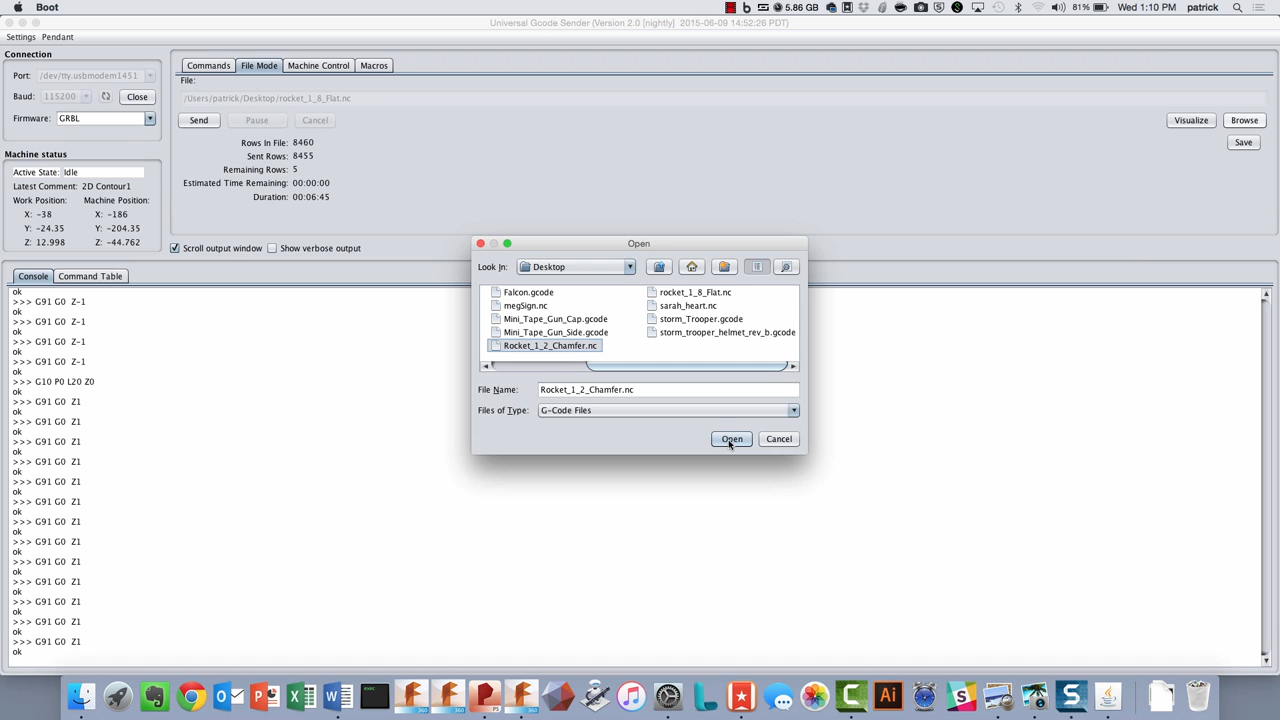 Boot 5.86 GB 81% Wed 1:10 PM patrick
Universal Gcode Sender (Version 2.0 [nightly] 2015-06-09 14:52:26 PDT)
Settings Pendant
Connection
Port: /dev/tty.usbmodem1451
Baud: 115200 Close
Firmware: GRBL
Machine status
Active State: Idle
Latest Comment: 2D Contour1
Work Position: Machine Position:
X: -38 X: -186
Y: -24.35 Y: -204.35
Z: 12.998 Z: -44.762
Commands File Mode Machine Control Macros
File:
/Users/patrick/Desktop/rocket_1_8_Flat.nc
Send Pause Cancel Visualize Browse
Save
Rows In File: 8460
Sent Rows: 8455
Remaining Rows: 5
Estimated Time Remaining: 00:00:00
Duration: 00:06:45
Scroll output window Show verbose output
Console Command Table
ok
>>> G91 G0 Z-1
ok
>>> G91 G0 Z-1
ok
>>> G91 G0 Z-1
ok
>>> G91 G0 Z-1
ok
>>> G10 P0 L20 Z0
ok
>>> G91 G0 Z1
ok
>>> G91 G0 Z1
ok
>>> G91 G0 Z1
ok
>>> G91 G0 Z1
ok
>>> G91 G0 Z1
ok
>>> G91 G0 Z1
ok
>>> G91 G0 Z1
ok
>>> G91 G0 Z1
ok
>>> G91 G0 Z1
ok
>>> G91 G0 Z1
ok
>>> G91 G0 Z1
ok
>>> G91 G0 Z1
ok
>>> G91 G0 Z1
ok
Open
Look In: Desktop
Falcon.gcode rocket_1_8_Flat.nc
megSign.nc sarah_heart.nc
Mini_Tape_Gun_Cap.gcode storm_Trooper.gcode
Mini_Tape_Gun_Side.gcode storm_trooper_helmet_rev_b.gcode
Rocket_1_2_Chamfer.nc
File Name: Rocket_1_2_Chamfer.nc
Files of Type: G-Code Files
Open Cancel